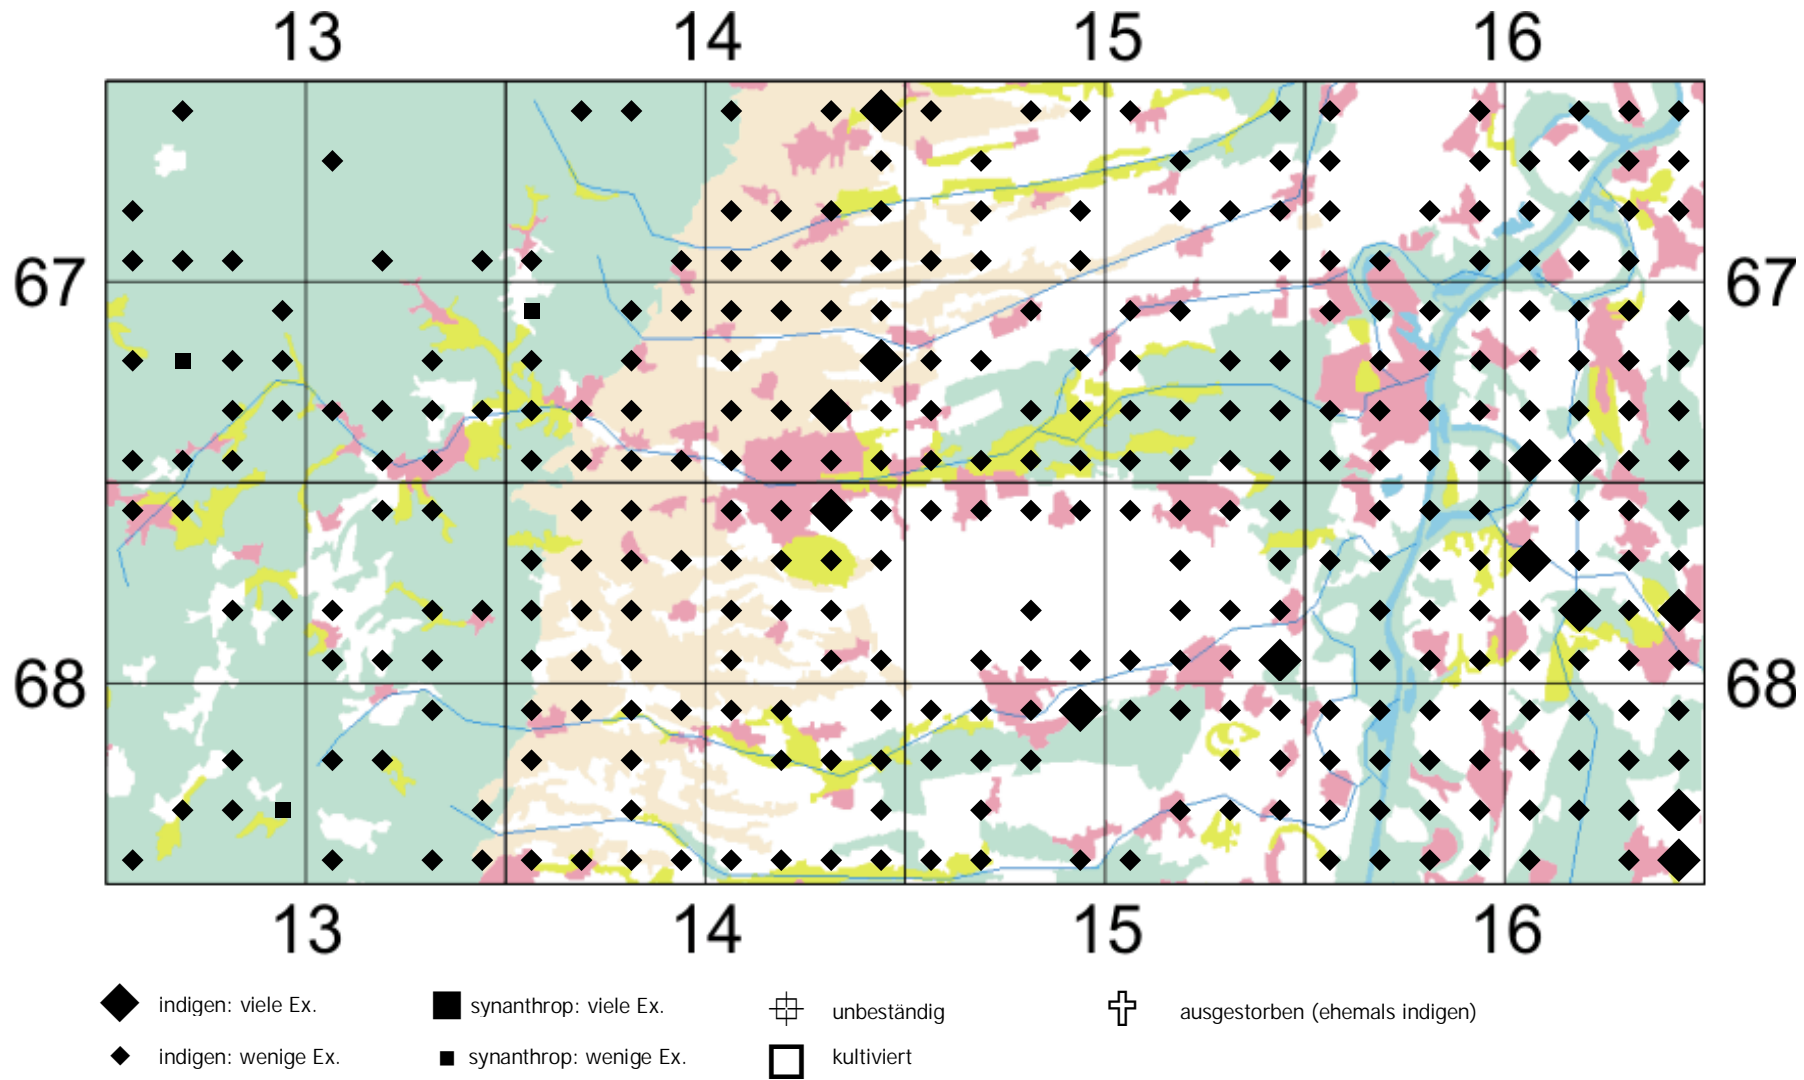 13 14 15 16
67 67
68 68
13 14 15 16
indigen: viele Ex. synanthrop: viele Ex. unbeständig ausgestorben (ehemals indigen)
indigen: wenige Ex. synanthrop: wenige Ex. kultiviert